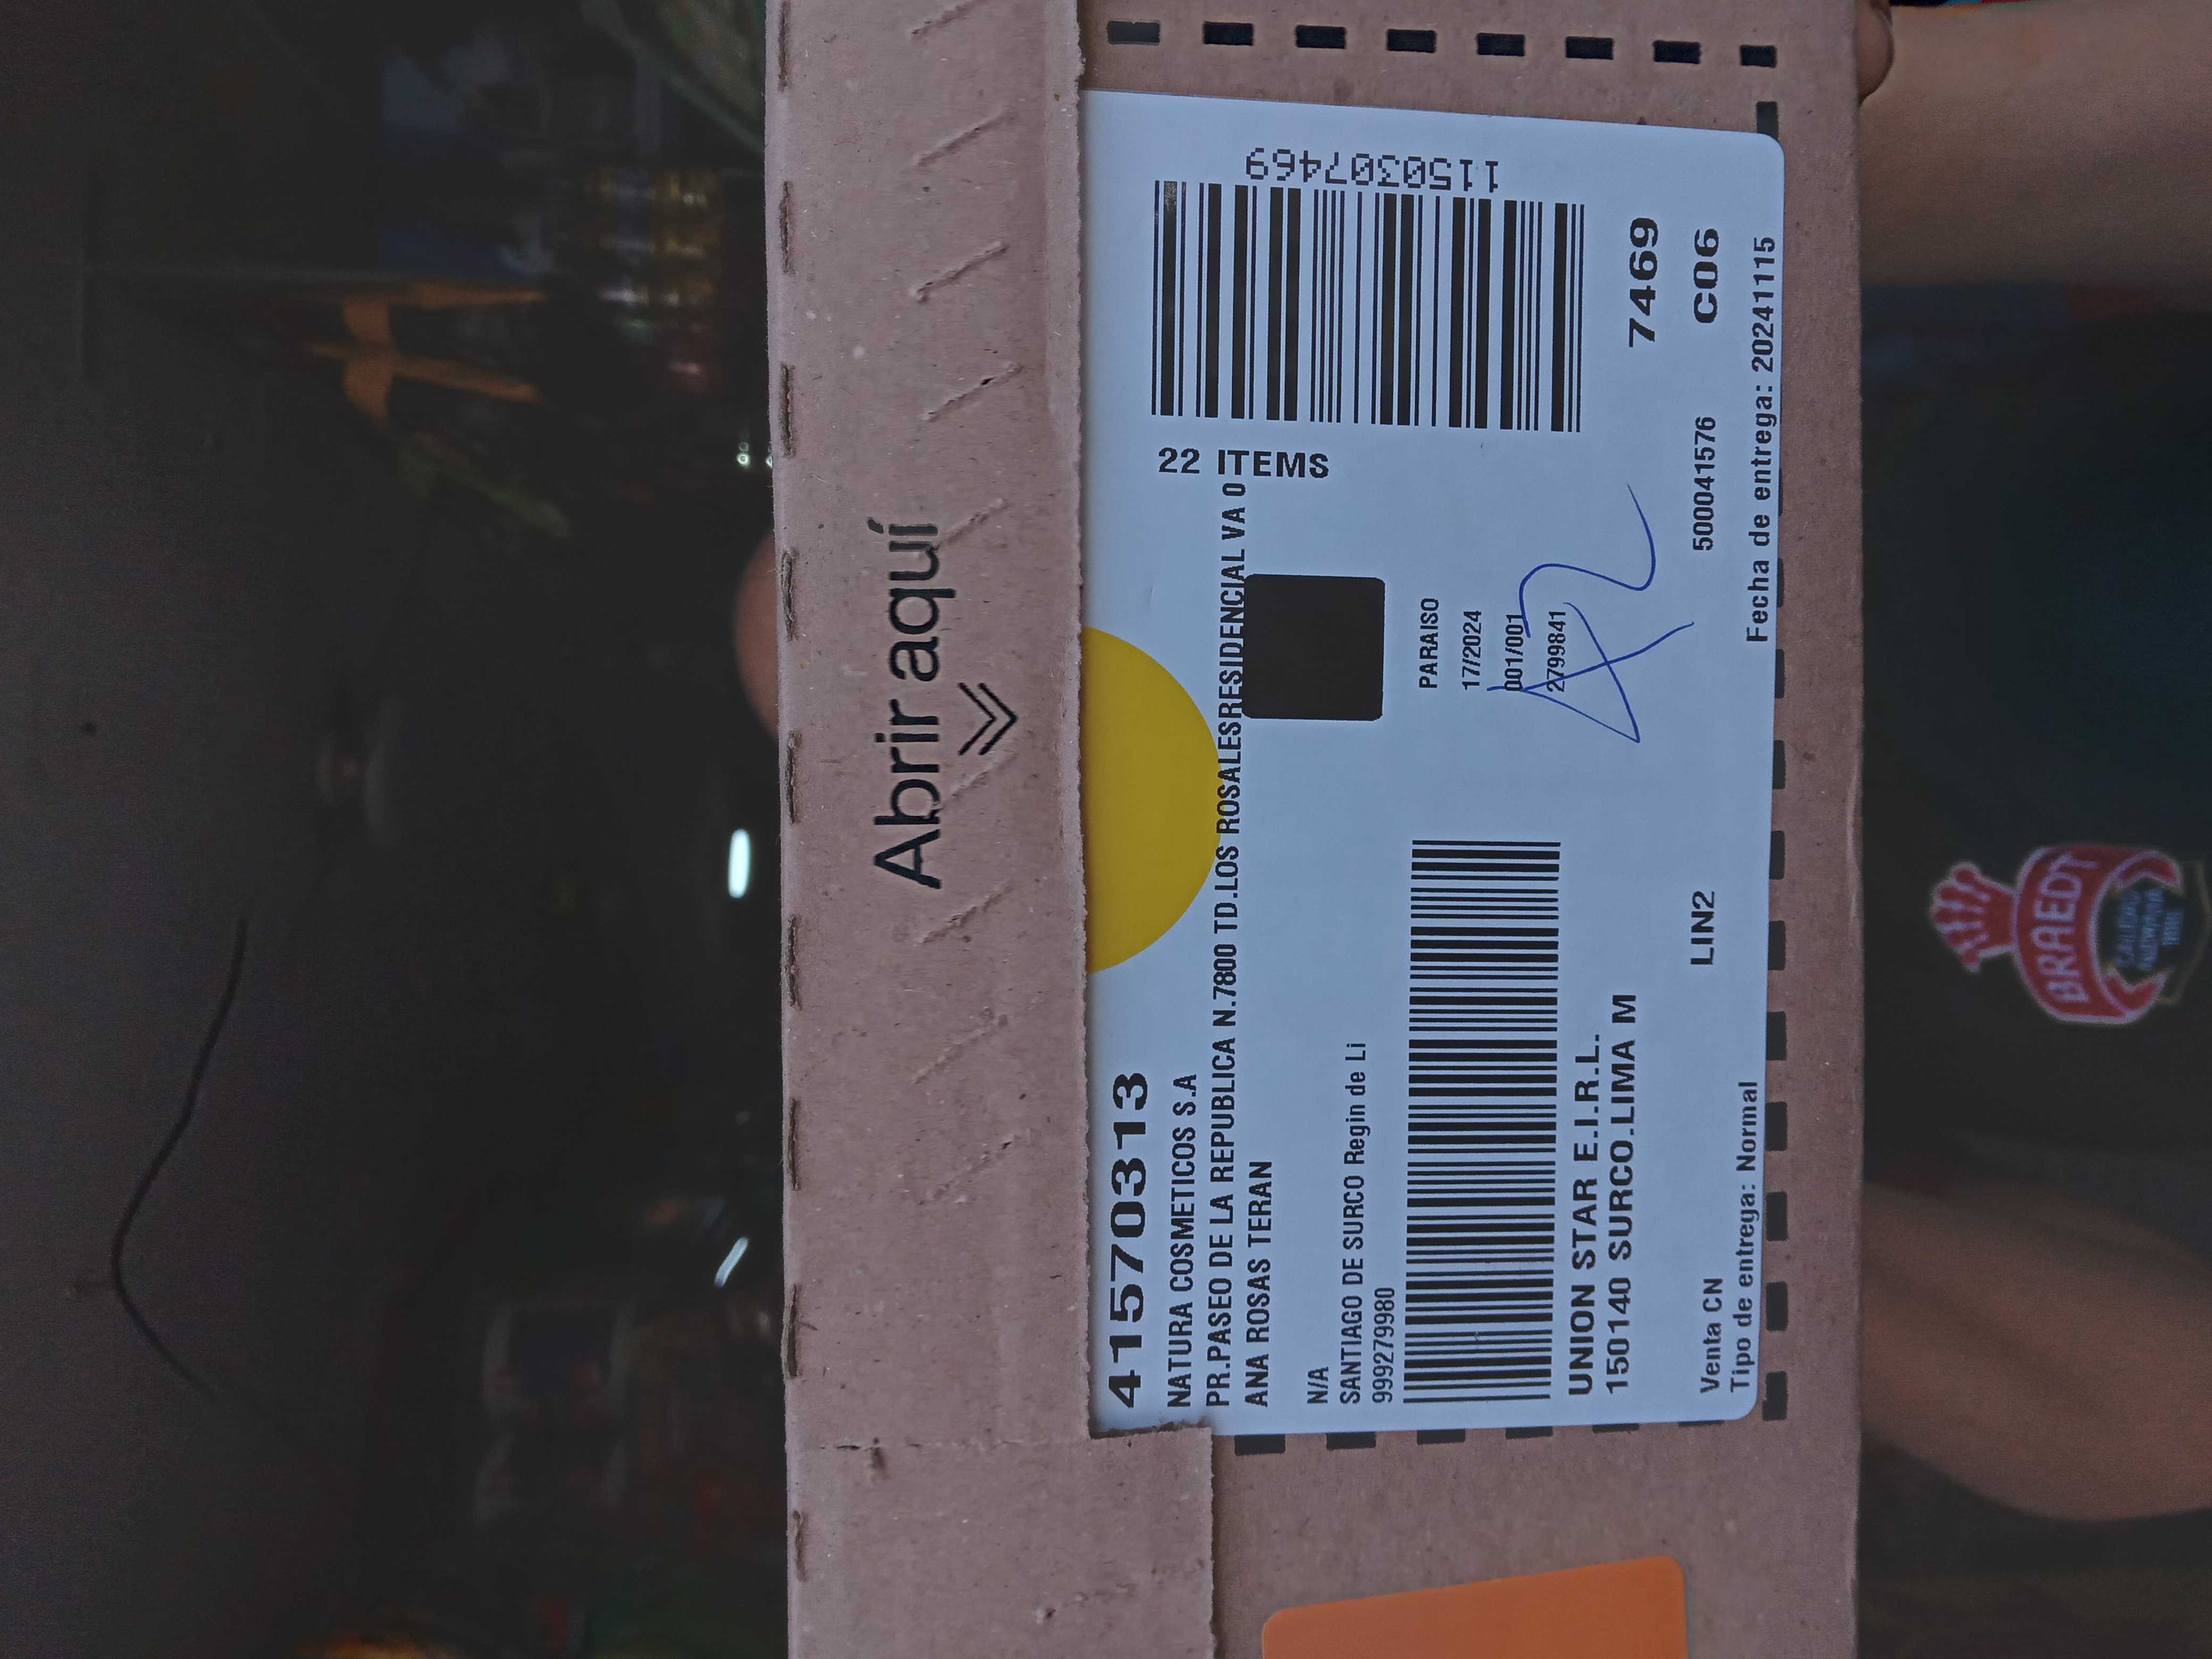 Abrir aquí
41570313
NATURA COSMETICOS S.A
22 ITEMS
PR.PASEO DE LA REPUBLICA N.7800 TD.LOS ROSALESRESIDENCIAL VA 0
ANA ROSAS TERAN
N/A
SANTIAGO DE SURCO Regin de Li
999279980
1150307469
PARAISO
17/2024
001/001
2799841
UNION STAR E.I.R.L.
150140 SURCO.LIMA M
7469
Venta CN
LIN2
500041576
C06
Tipo de entrega: Normal
Fecha de entrega: 20241115
BRAEDT